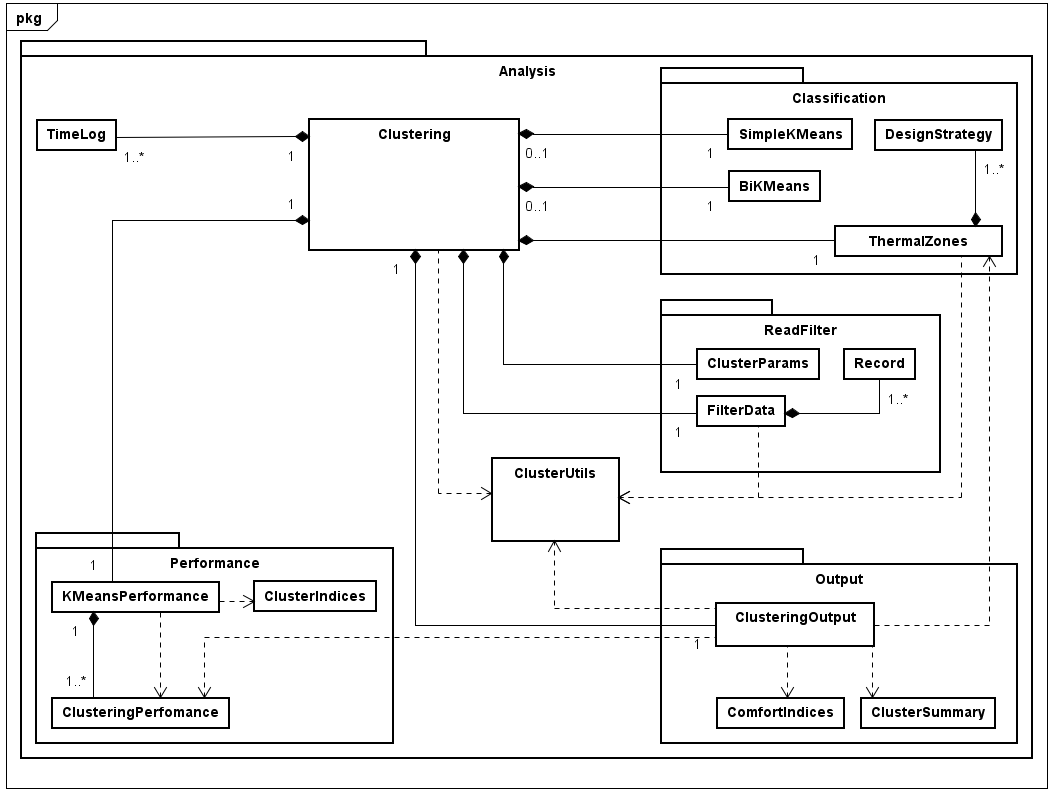 pkg
Analysis
Classification
TimeLog
Clustering
SimpleKMeans
DesignStrategy
1..*
1
0..1
1
1..*
BiKMeans
1
0..1
1
ThermalZones
1
1
ReadFilter
ClusterParams
Record
1
1..*
FilterData
1
ClusterUtils
Performance
1
Output
KMeansPerformance
ClusterIndices
ClusteringOutput
1
1
1..*
ClusteringPerfomance
ComfortIndices
ClusterSummary